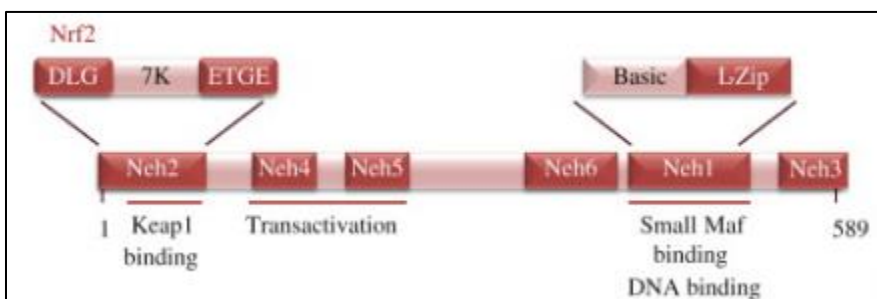 Nrf2
DLG 7K ETGE
Basic L-Zip
Neh2 Neh4 Neh5 Neh6 Neh1 Neh3
1 Keap1 binding
Transactivation
Small Maf binding
DNA binding
589